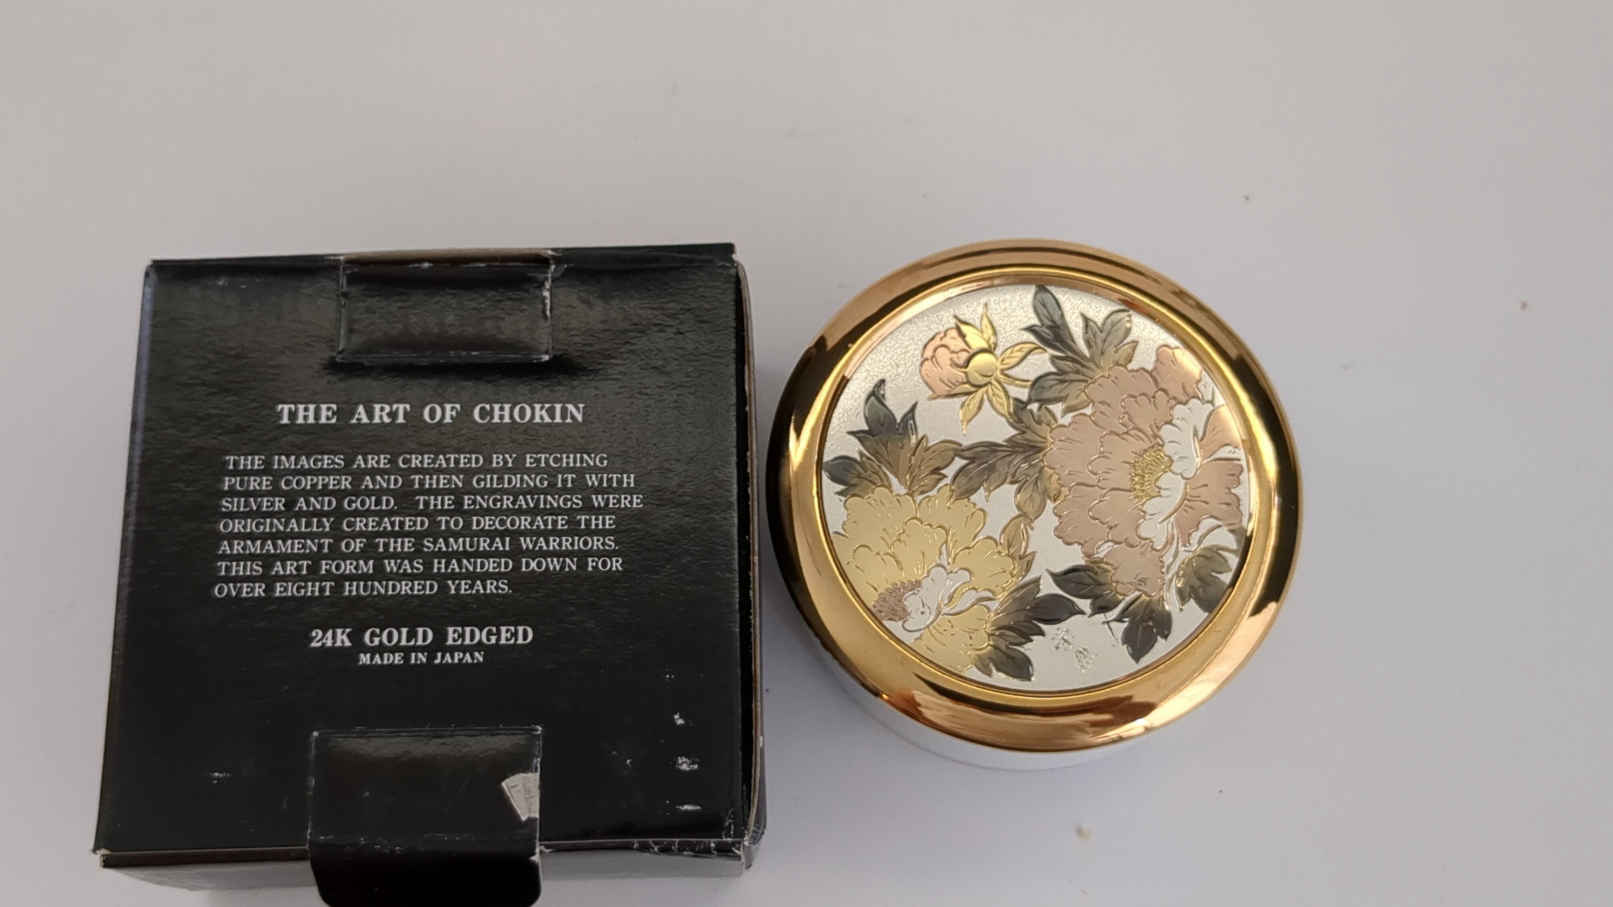 THE ART OF CHOKIN
THE IMAGES ARE CREATED BY ETCHING
PURE COPPER AND THEN GILDING IT WITH
SILVER AND GOLD. THE ENGRAVINGS WERE
ORIGINALLY CREATED TO DECORATE THE
ARMAMENT OF THE SAMURAI WARRIORS.
THIS ART FORM WAS HANDED DOWN FOR
OVER EIGHT HUNDRED YEARS.
24K GOLD EDGED
MADE IN JAPAN